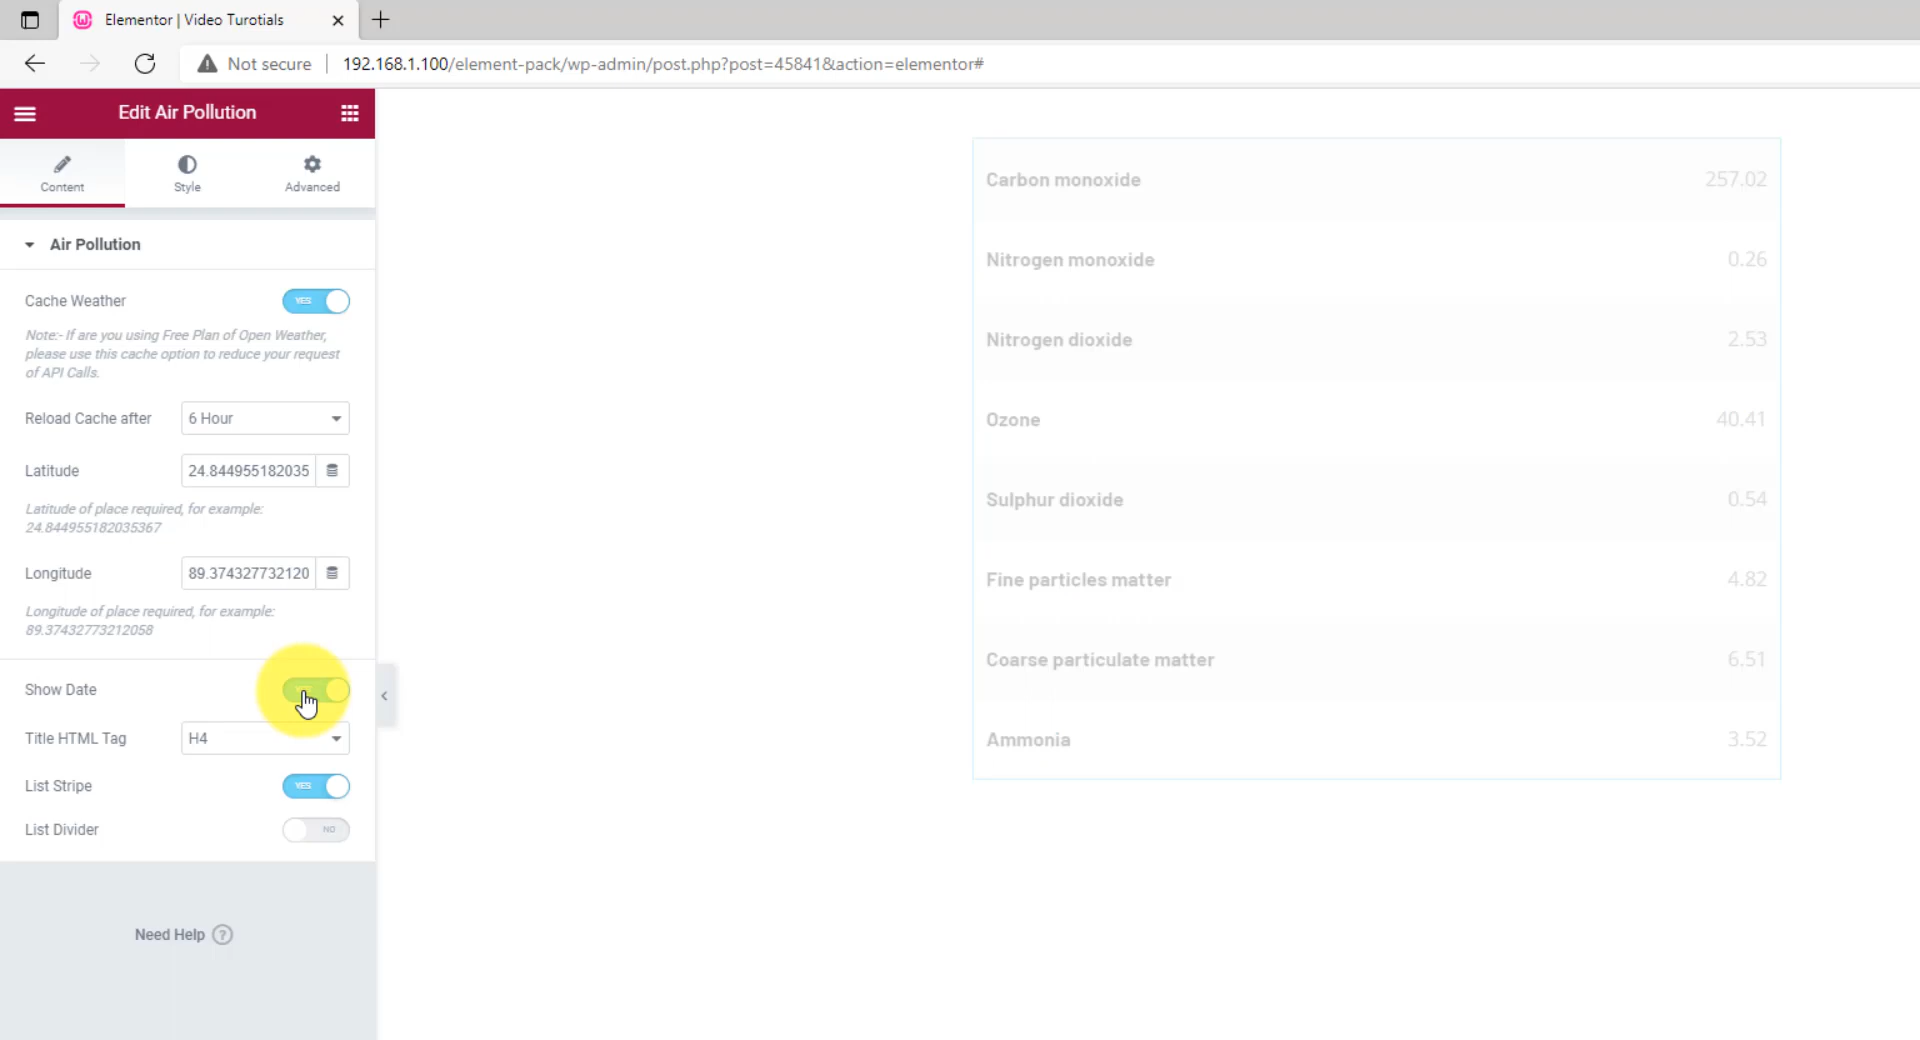 Elementor | Video Turotials
Not secure
192.168.1.100/element-pack/wp-admin/post.php?post=45841&action=elementor#
Edit Air Pollution
Content
Style
Advanced
Air Pollution
Cache Weather
YES
Note:- If are you using Free Plan of Open Weather,
please use this cache option to reduce your request
of API Calls.
Reload Cache after
6 Hour
Latitude
24.844955182035
Latitude of place required, for example:
24.844955182035367
Longitude
89.374327732120
Longitude of place required, for example:
89.37432773212058
Show Date
Title HTML Tag
H4
List Stripe
YES
List Divider
NO
Need Help ?
Carbon monoxide 257.02
Nitrogen monoxide 0.26
Nitrogen dioxide 2.53
Ozone 40.41
Sulphur dioxide 0.54
Fine particles matter 4.82
Coarse particulate matter 6.51
Ammonia 3.52